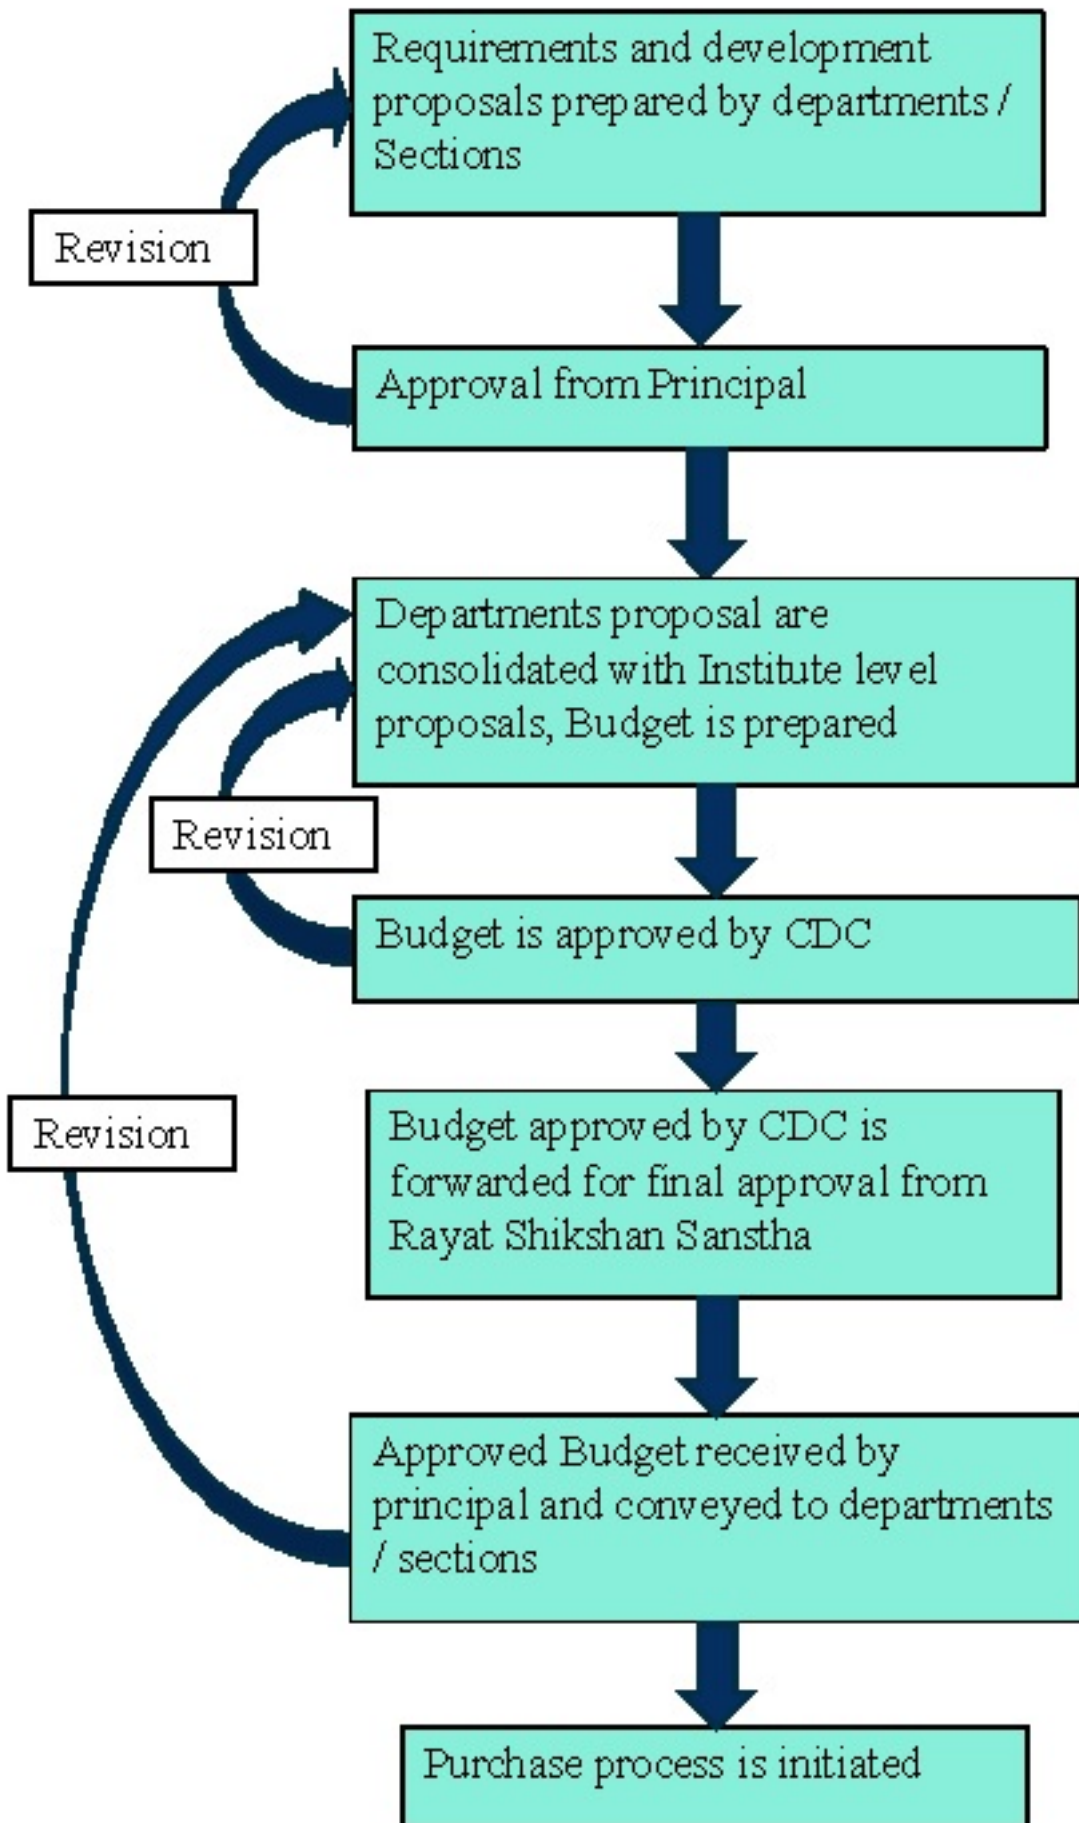 Requirements and development
proposals prepared by departments /
Sections
Revision
Approval from Principal
Departments proposal are
consolidated with Institute level
proposals, Budget is prepared
Revision
Budget is approved by CDC
Budget approved by CDC is
forwarded for final approval from
Rayat Shikshan Sanstha
Revision
Approved Budget received by
principal and conveyed to departments
/ sections
Purchase process is initiated